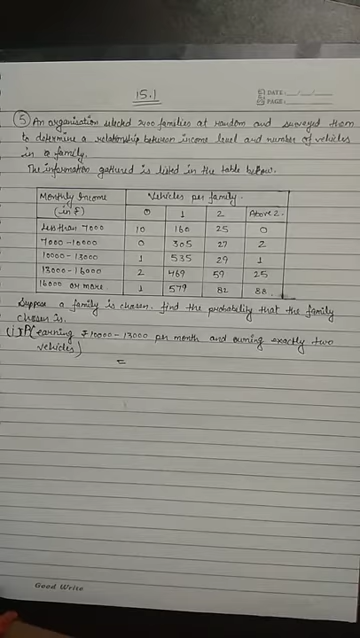 15.1
DATE: __/__/__
PAGE:
(5) An organisation selected 2400 families at random and surveyed them
to determine a relationship between income level and number of vehicles
in a family.
The information gathered is listed in the table below.
Monthly Income (in ₹) Vehicles per family.
0 1 2 Above 2.
Less than 7000 10 160 25 0
7000-10000 0 305 27 2
10000-13000 1 535 29 1
13000-16000 2 469 59 25
16000 or more 1 579 82 88
Suppose a family is chosen. find the probability that the family
chosen is.
(i) P(earning ₹10000-13000 per month and owning exactly two
vehicles)
=
Good Write